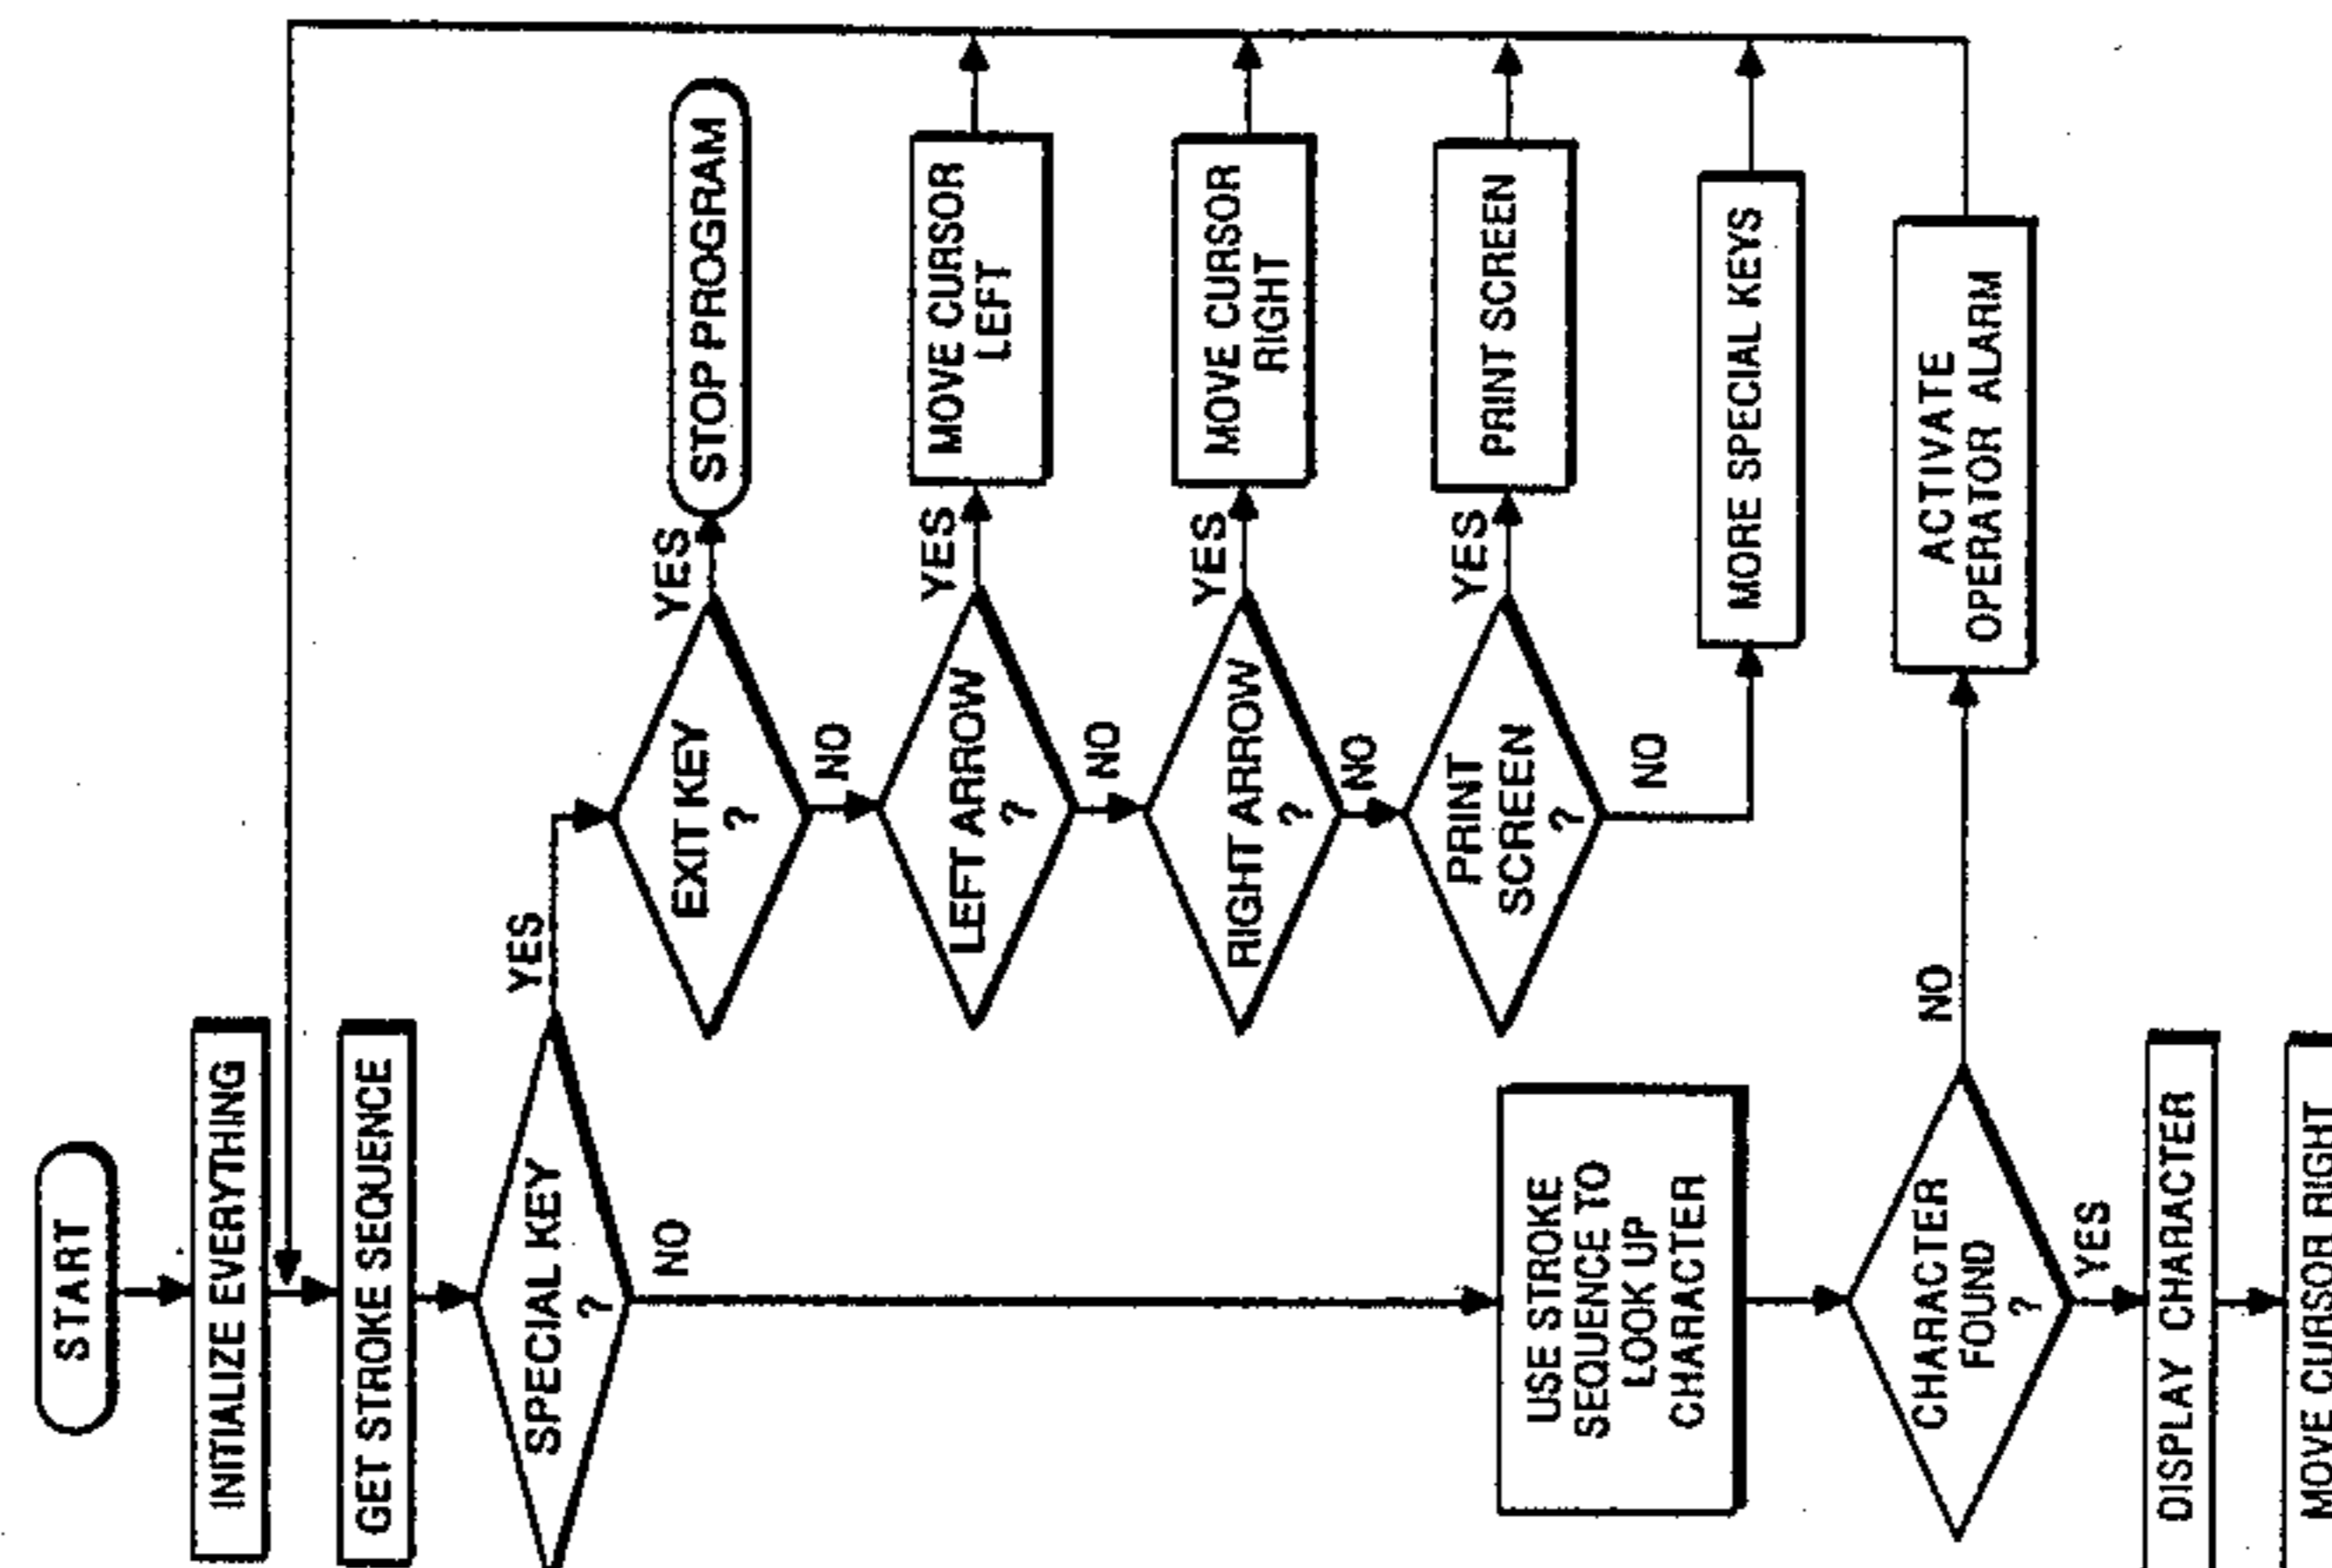 START
INITIALIZE EVERYTHING
GET STROKE SEQUENCE
SPECIAL KEY
?
YES
NO
EXIT KEY
?
YES
STOP PROGRAM
NO
LEFT ARROW
?
YES
MOVE CURSOR
LEFT
NO
RIGHT ARROW
?
YES
MOVE CURSOR
RIGHT
NO
PRINT
SCREEN
?
YES
PRINT SCREEN
NO
MORE SPECIAL KEYS
USE STROKE
SEQUENCE TO
LOOK UP
CHARACTER
CHARACTER
FOUND
?
NO
ACTIVATE
OPERATOR ALARM
YES
DISPLAY CHARACTER
MOVE CURSOR RIGHT